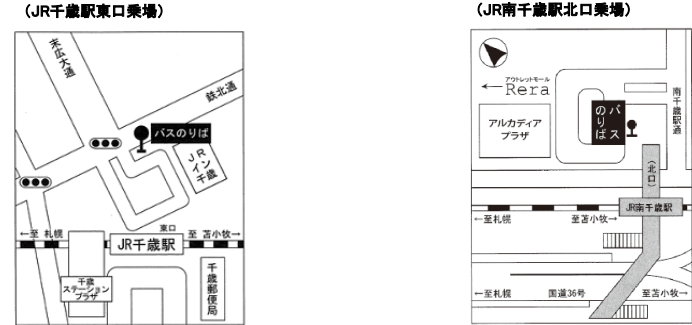 （JR千歳駅東口乗場）
末広大通
鉄北通
バスのりば
JR
イン
千歳
東口
←至 札幌
JR千歳駅
至 苫小牧→
千歳
ステーション
プラザ
千歳郵便局
（JR南千歳駅北口乗場）
アウトレットモール
←Rera
アルカディア
プラザ
バス
のりば
南千歳駅通
（北口）
JR南千歳駅
←至札幌
至苫小牧→
←至札幌
国道36号
至苫小牧→